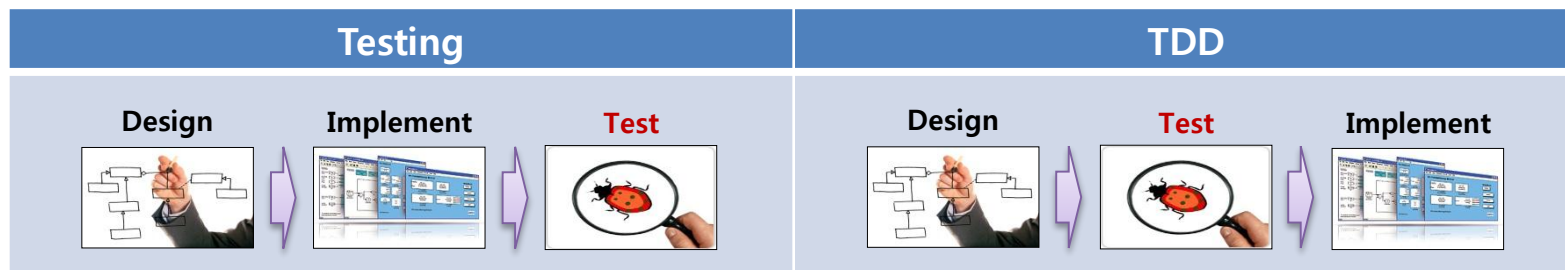 Testing
TDD
Design
Implement
Test
Design
Test
Implement